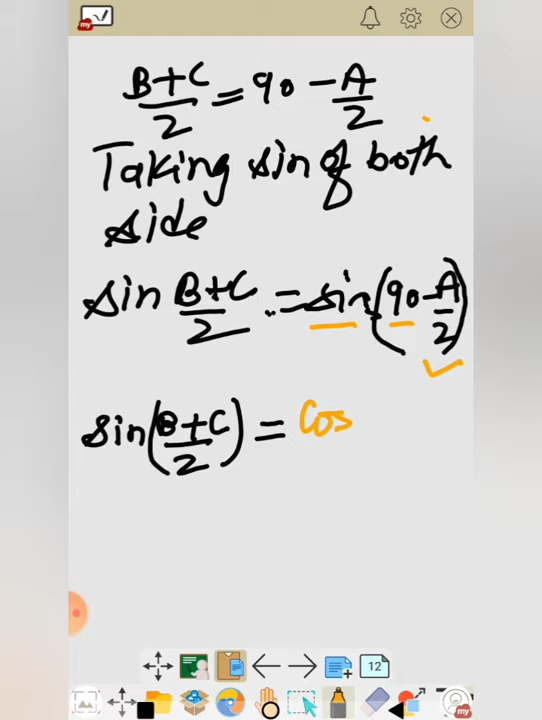 B+C/2 = 90 - A/2
Taking sin of both
side
sin B+C/2 = sin (90 - A/2)
sin (B+C/2) = Cos
12